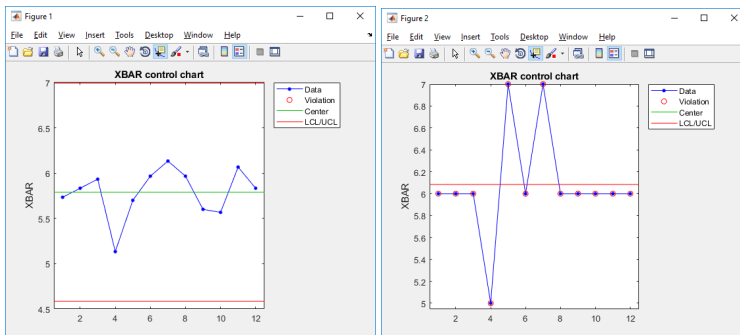 Figure 1
File Edit View Insert Tools Desktop Window Help
XBAR control chart
7
6.5
6
5.5
5
4.5
XBAR
2 4 6 8 10 12
Data
Violation
Center
LCL/UCL
Figure 2
File Edit View Insert Tools Desktop Window Help
XBAR control chart
7
6.8
6.6
6.4
6.2
6
5.8
5.6
5.4
5.2
5
XBAR
2 4 6 8 10 12
Data
Violation
Center
LCL/UCL